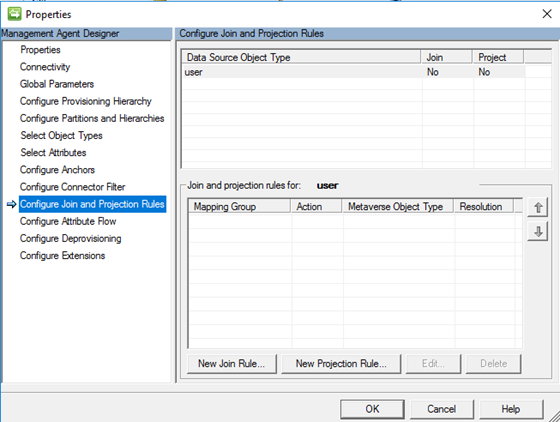 Properties
Management Agent Designer
Properties
Connectivity
Global Parameters
Configure Provisioning Hierarchy
Configure Partitions and Hierarchies
Select Object Types
Select Attributes
Configure Anchors
Configure Connector Filter
Configure Join and Projection Rules
Configure Attribute Flow
Configure Deprovisioning
Configure Extensions
Configure Join and Projection Rules
Data Source Object Type Join Project
user No No
Join and projection rules for: user
Mapping Group Action Metaverse Object Type Resolution
New Join Rule... New Projection Rule... Edit... Delete
OK Cancel Help